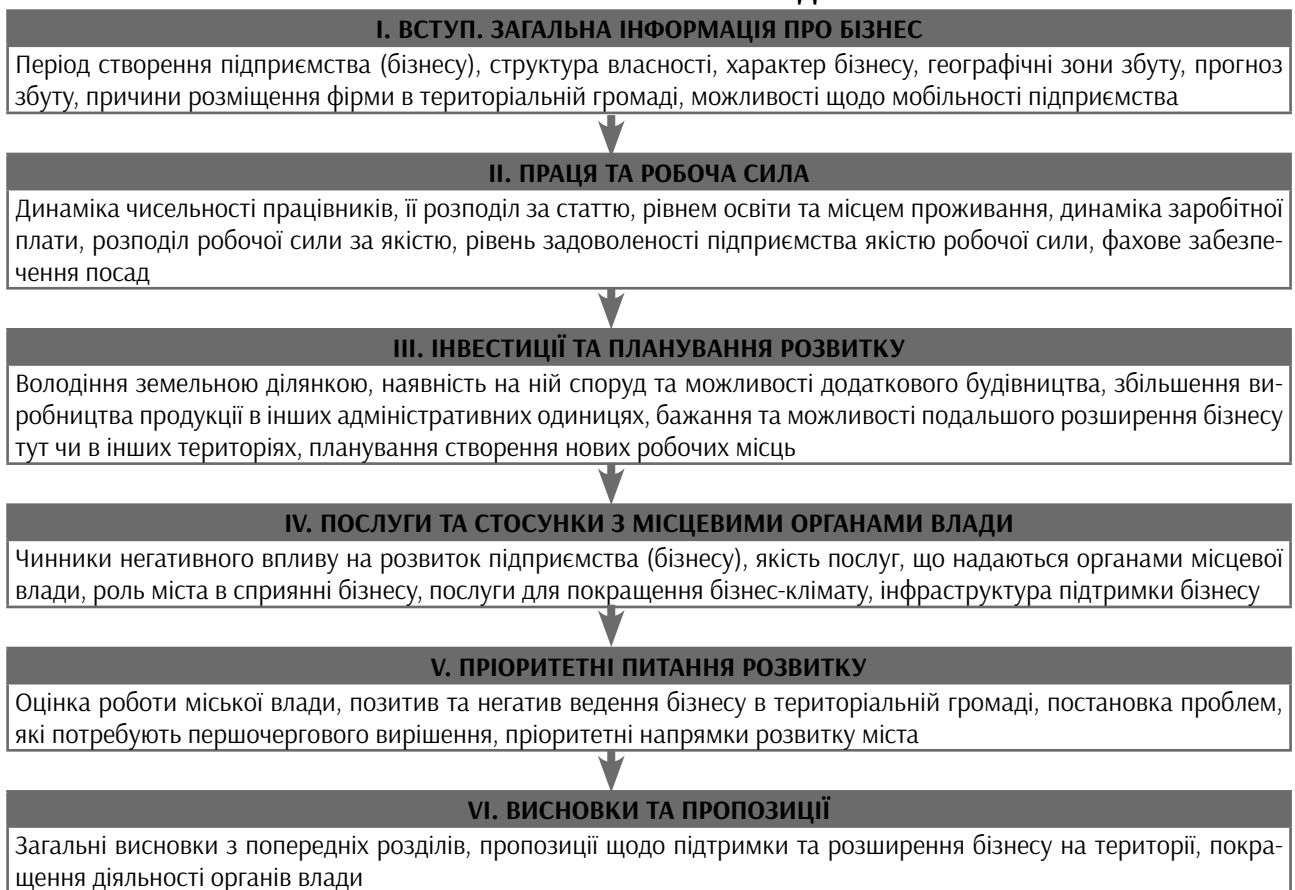 І. ВСТУП. ЗАГАЛЬНА ІНФОРМАЦІЯ ПРО БІЗНЕС
Період створення підприємства (бізнесу), структура власності, характер бізнесу, географічні зони збуту, прогноз
збуту, причини розміщення фірми в територіальній громаді, можливості щодо мобільності підприємства
ІІ. ПРАЦЯ ТА РОБОЧА СИЛА
Динаміка чисельності працівників, її розподіл за статтю, рівнем освіти та місцем проживання, динаміка заробітної
плати, розподіл робочої сили за якістю, рівень задоволеності підприємства якістю робочої сили, фахове забезпе-
чення посад
ІІІ. ІНВЕСТИЦІЇ ТА ПЛАНУВАННЯ РОЗВИТКУ
Володіння земельною ділянкою, наявність на ній споруд та можливості додаткового будівництва, збільшення ви-
робництва продукції в інших адміністративних одиницях, бажання та можливості подальшого розширення бізнесу
тут чи в інших територіях, планування створення нових робочих місць
IV. ПОСЛУГИ ТА СТОСУНКИ З МІСЦЕВИМИ ОРГАНАМИ ВЛАДИ
Чинники негативного впливу на розвиток підприємства (бізнесу), якість послуг, що надаються органами місцевої
влади, роль міста в сприянні бізнесу, послуги для покращення бізнес-клімату, інфраструктура підтримки бізнесу
V. ПРІОРИТЕТНІ ПИТАННЯ РОЗВИТКУ
Оцінка роботи міської влади, позитив та негатив ведення бізнесу в територіальній громаді, постановка проблем,
які потребують першочергового вирішення, пріоритетні напрямки розвитку міста
VI. ВИСНОВКИ ТА ПРОПОЗИЦІЇ
Загальні висновки з попередніх розділів, пропозиції щодо підтримки та розширення бізнесу на території, покра-
щення діяльності органів влади